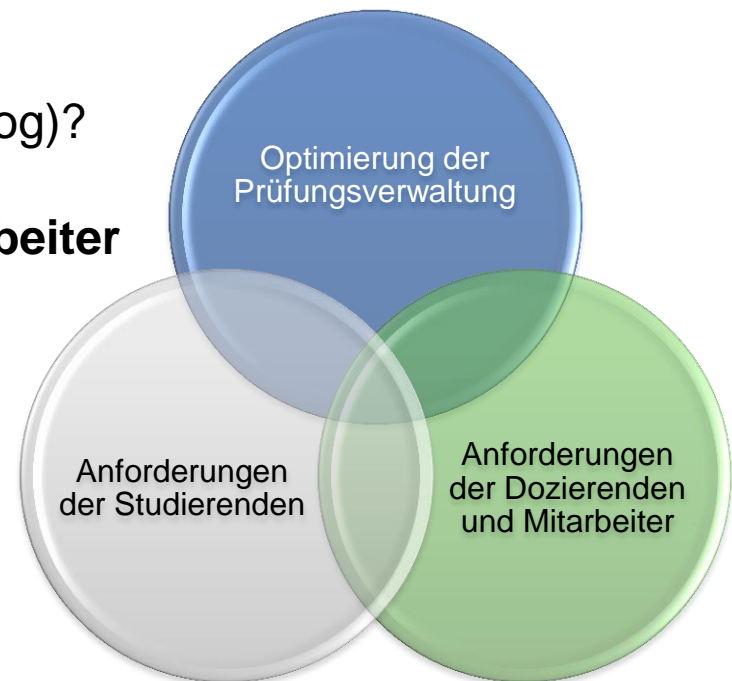 og)?
beiter
Optimierung der
Prüfungsverwaltung
Anforderungen
der Studierenden
Anforderungen
der Dozierenden
und Mitarbeiter